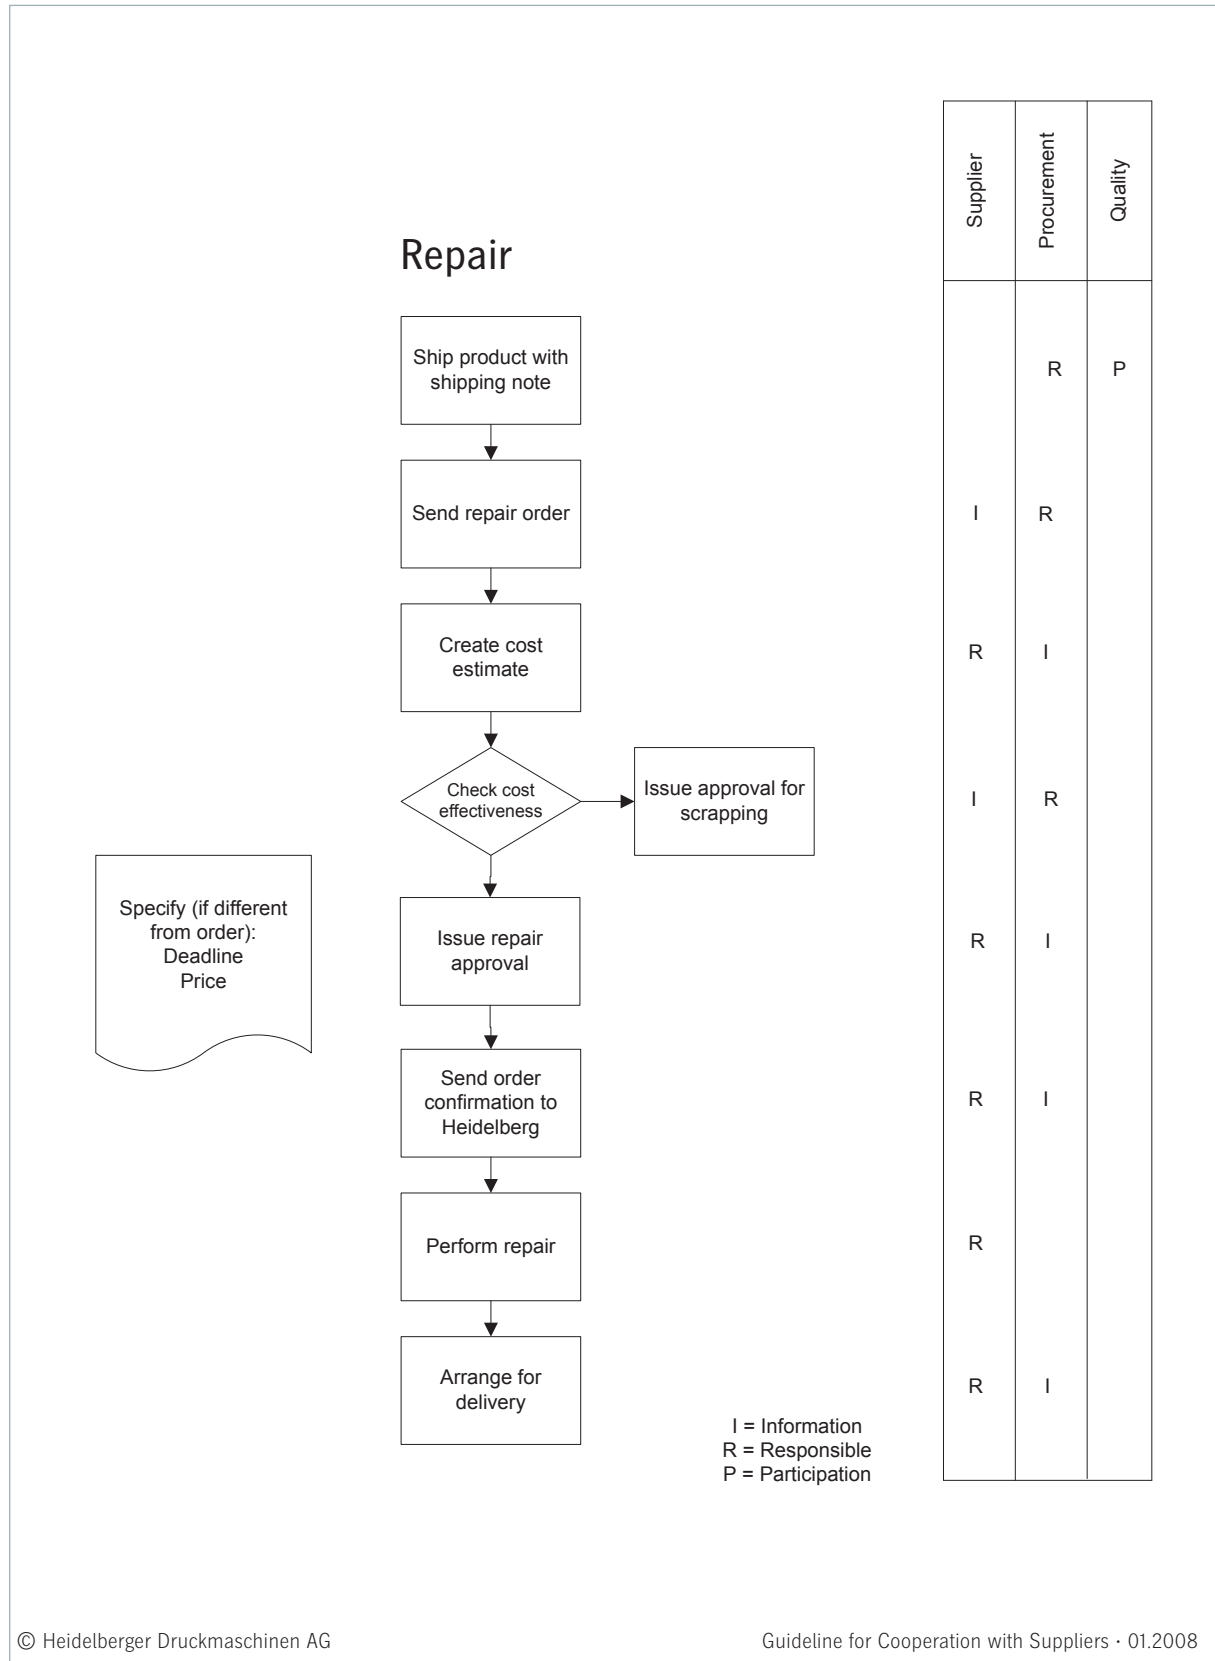 Supplier
Procurement
Quality
Repair
Ship product with
shipping note
R P
Send repair order
I R
Create cost
estimate
R I
Check cost
effectiveness
Issue approval for
scrapping
I R
Specify (if different
from order):
Deadline
Price
Issue repair
approval
R I
Send order
confirmation to
Heidelberg
R I
Perform repair
R
Arrange for
delivery
R I
I = Information
R = Responsible
P = Participation
© Heidelberger Druckmaschinen AG
Guideline for Cooperation with Suppliers · 01.2008